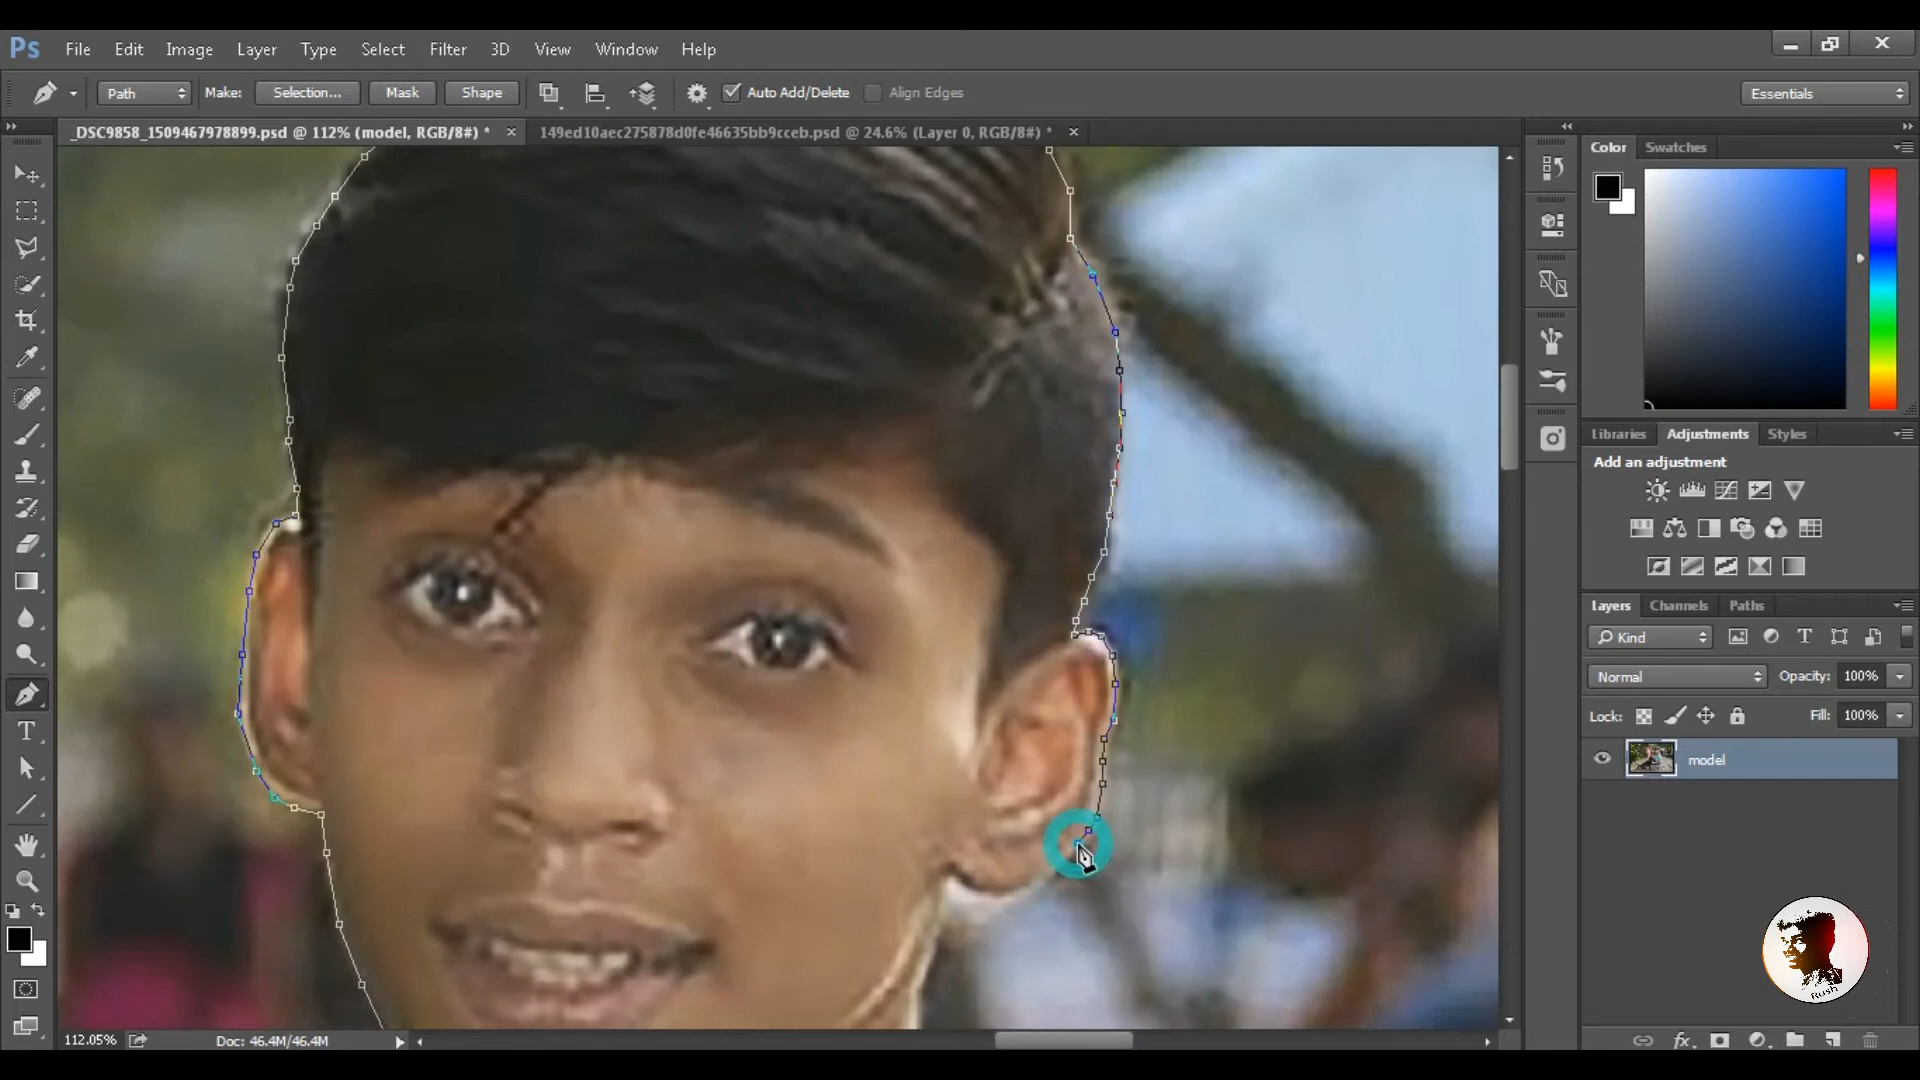 Ps File Edit Image Layer Type Select Filter 3D View Window Help
Path Make: Selection... Mask Shape Auto Add/Delete Align Edges Essentials
_DSC9858_1509467978899.psd @ 112% (model, RGB/8#) * 149ed10aec275878d0fe46635bb9cceb.psd @ 24.6% (Layer 0, RGB/8#) *
Color Swatches
Libraries Adjustments Styles
Add an adjustment
Layers Channels Paths
Kind
Normal Opacity: 100%
Lock: Fill: 100%
model
Rush
112.05% Doc: 46.4M/46.4M